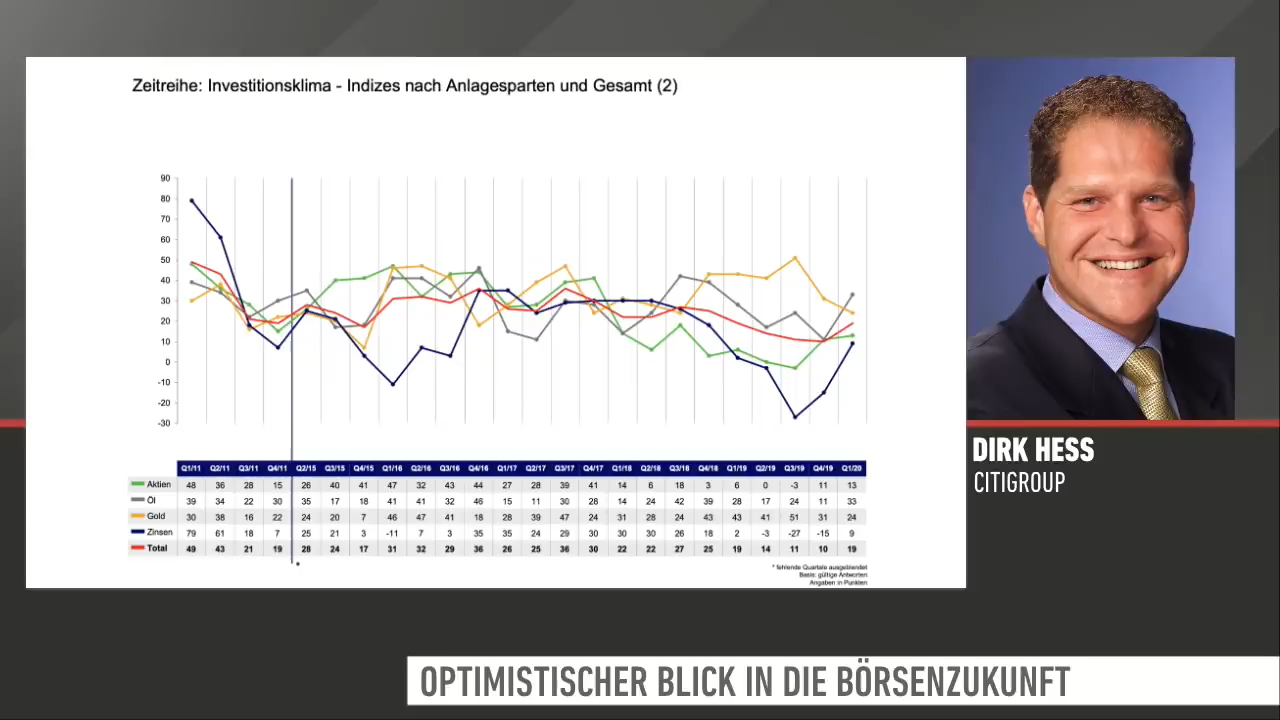 Zeitreihe: Investitionsklima - Indizes nach Anlagesparten und Gesamt (2)
90
80
70
60
50
40
30
20
10
0
-10
-20
-30
Q1/11 Q2/11 Q3/11 Q4/11 Q2/15 Q3/15 Q4/15 Q1/16 Q2/16 Q3/16 Q4/16 Q1/17 Q2/17 Q3/17 Q4/17 Q1/18 Q2/18 Q3/18 Q4/18 Q1/19 Q2/19 Q3/19 Q4/19 Q1/20
Aktien 48 36 28 15 26 40 41 47 32 43 44 27 28 39 41 14 6 18 3 6 0 -3 11 13
Öl 39 34 22 30 35 17 18 41 41 32 46 15 11 30 28 14 24 42 39 28 17 24 11 33
Gold 30 38 16 22 24 20 7 46 47 41 18 28 39 47 24 31 28 24 43 43 41 51 31 24
Zinsen 79 61 18 7 25 21 3 -11 7 3 35 35 24 29 30 30 30 26 18 2 -3 -27 -15 9
Total 49 43 21 19 28 24 17 31 32 29 36 26 25 36 30 22 22 27 25 19 14 11 10 19
*
* fehlende Quartale ausgeblendet
Basis: gültige Antworten
Angaben in Punkten
DIRK HESS
CITIGROUP
OPTIMISTISCHER BLICK IN DIE BÖRSENZUKUNFT